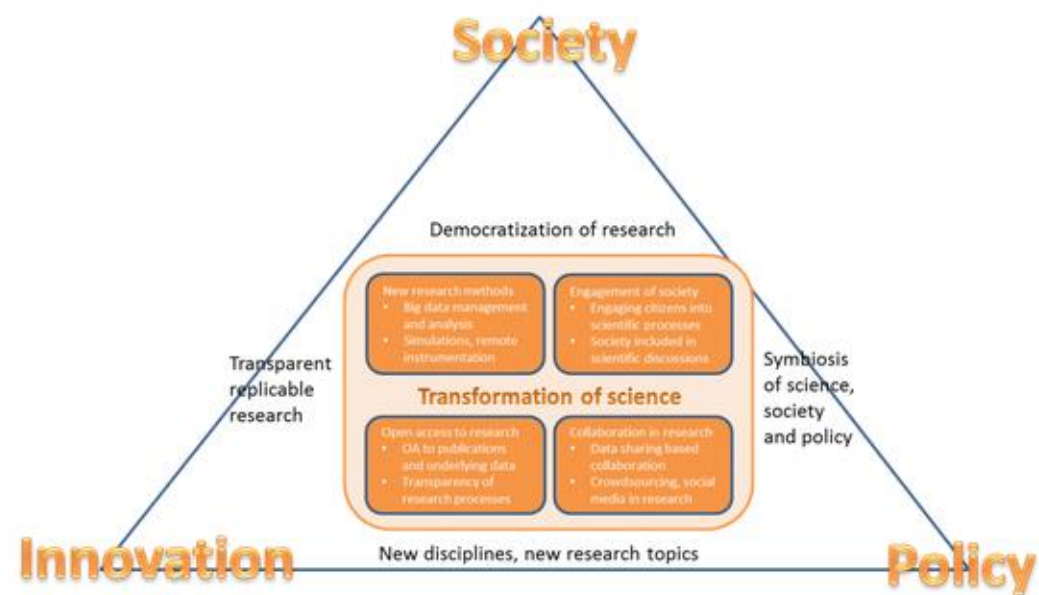 Society
Democratization of research
New research methods
• Big data management
and analysis
• Simulations, remote
instrumentation
Engagement of society
• Engaging citizens into
scientific processes
• Society included in
scientific discussions
Transparent
replicable
research
Transformation of science
Symbiosis
of science,
society
and policy
Open access to research
• OA to publications
and underlying data
• Transparency of
research processes
Collaboration in research
• Data sharing based
collaboration
• Crowdsourcing, social
media in research
Innovation
New disciplines, new research topics
Policy